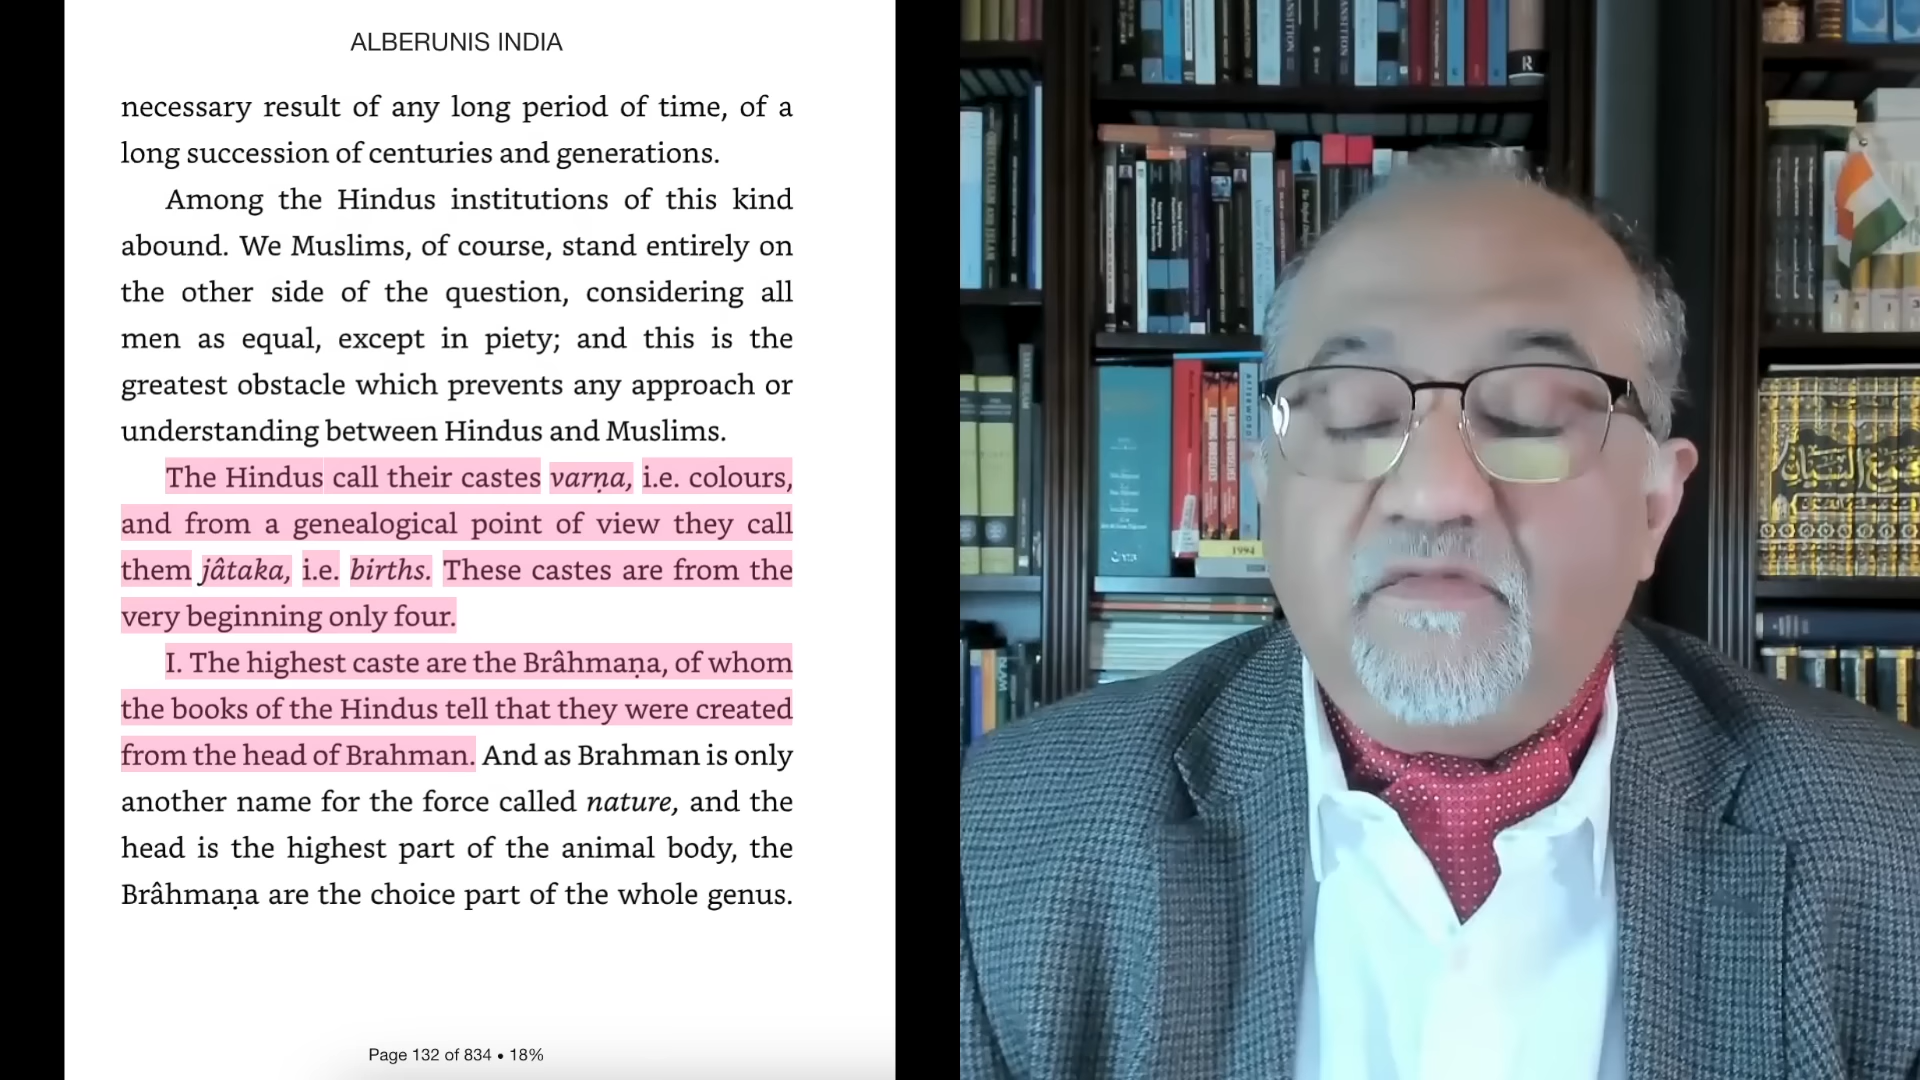 ALBERUNIS INDIA
necessary result of any long period of time, of a
long succession of centuries and generations.
Among the Hindus institutions of this kind
abound. We Muslims, of course, stand entirely on
the other side of the question, considering all
men as equal, except in piety; and this is the
greatest obstacle which prevents any approach or
understanding between Hindus and Muslims.
The Hindus call their castes varṇa, i.e. colours,
and from a genealogical point of view they call
them jâtaka, i.e. births. These castes are from the
very beginning only four.
I. The highest caste are the Brâhmaṇa, of whom
the books of the Hindus tell that they were created
from the head of Brahman. And as Brahman is only
another name for the force called nature, and the
head is the highest part of the animal body, the
Brâhmaṇa are the choice part of the whole genus.
Page 132 of 834 • 18%
R
1994